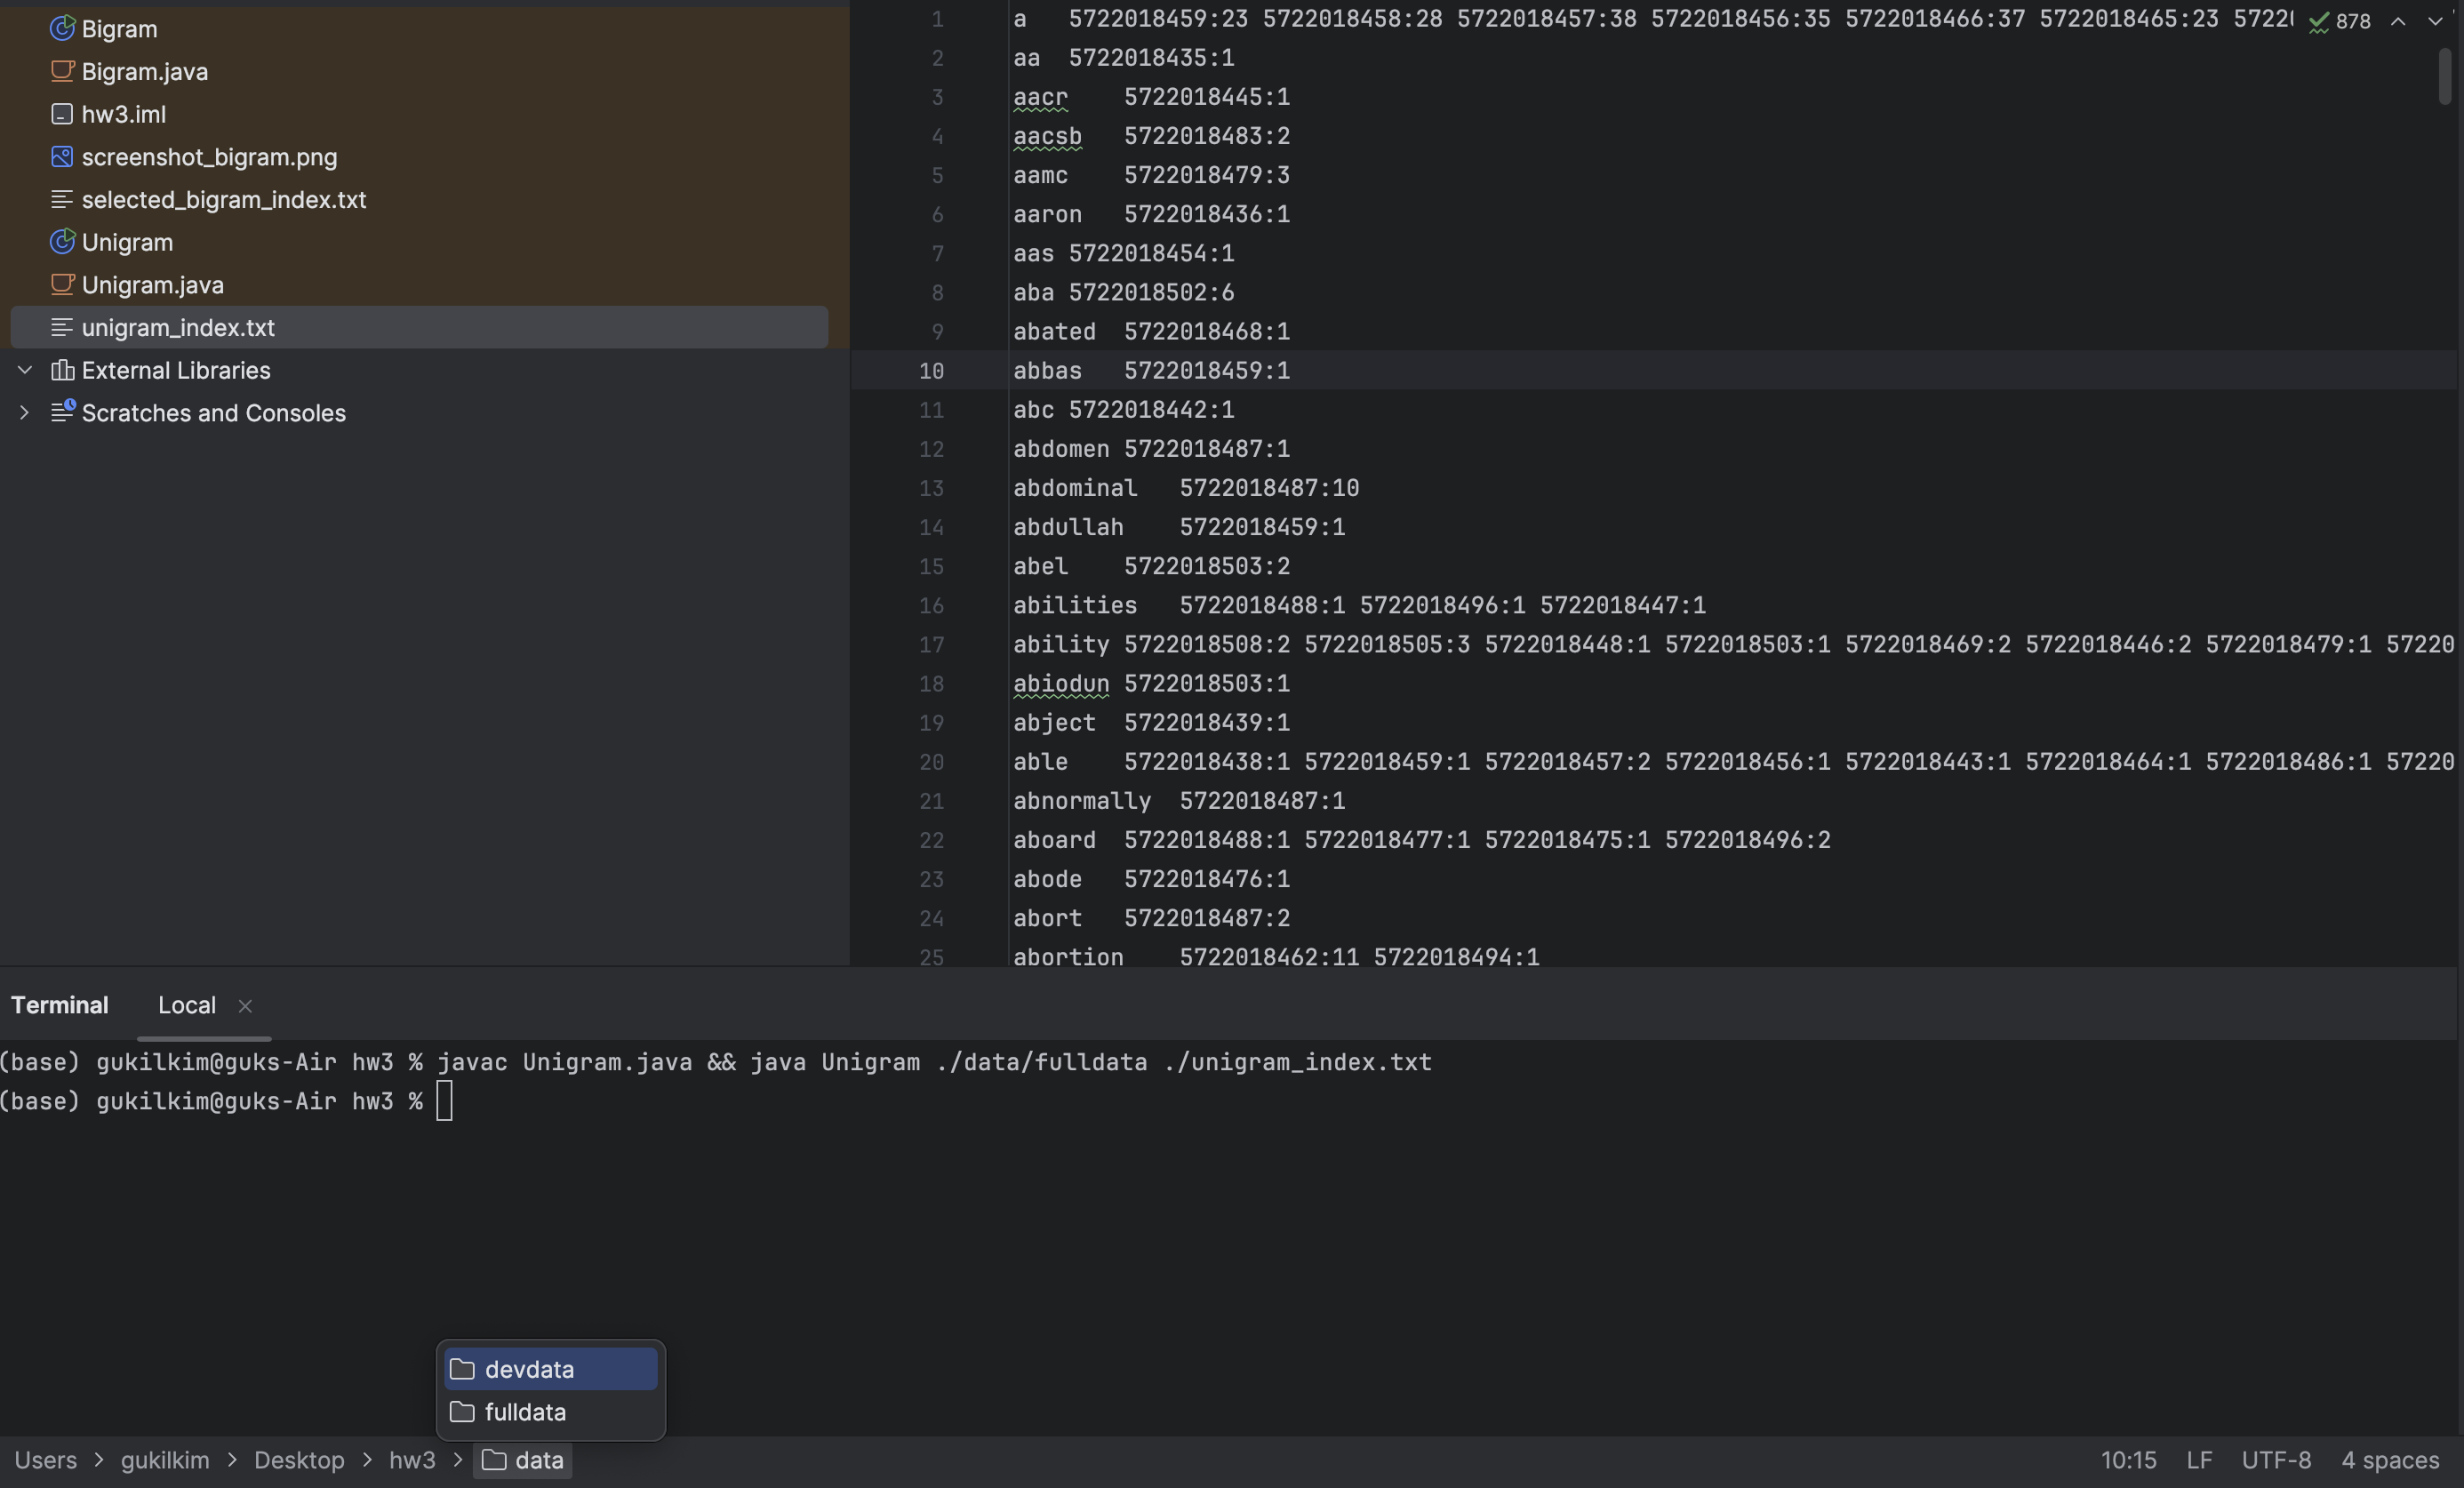 Bigram
Bigram.java
hw3.iml
screenshot_bigram.png
selected_bigram_index.txt
Unigram
Unigram.java
unigram_index.txt
External Libraries
Scratches and Consoles
878
1 a 5722018459:23 5722018458:28 5722018457:38 5722018456:35 5722018466:37 5722018465:23
2 aa 5722018435:1
3 aacr 5722018445:1
4 aacsb 5722018483:2
5 aamc 5722018479:3
6 aaron 5722018436:1
7 aas 5722018454:1
8 aba 5722018502:6
9 abated 5722018468:1
10 abbas 5722018459:1
11 abc 5722018442:1
12 abdomen 5722018487:1
13 abdominal 5722018487:10
14 abdullah 5722018459:1
15 abel 5722018503:2
16 abilities 5722018488:1 5722018496:1 5722018447:1
17 ability 5722018508:2 5722018505:3 5722018448:1 5722018503:1 5722018469:2 5722018446:2 5722018479:1 57220
18 abiodun 5722018503:1
19 abject 5722018439:1
20 able 5722018438:1 5722018459:1 5722018457:2 5722018456:1 5722018443:1 5722018464:1 5722018486:1 57220
21 abnormally 5722018487:1
22 aboard 5722018488:1 5722018477:1 5722018475:1 5722018496:2
23 abode 5722018476:1
24 abort 5722018487:2
25 abortion 5722018462:11 5722018494:1
Terminal Local
(base) gukilkim@guks-Air hw3 % javac Unigram.java && java Unigram ./data/fulldata ./unigram_index.txt
(base) gukilkim@guks-Air hw3 %
devdata
fulldata
Users > gukilkim > Desktop > hw3 > data
10:15 LF UTF-8 4 spaces